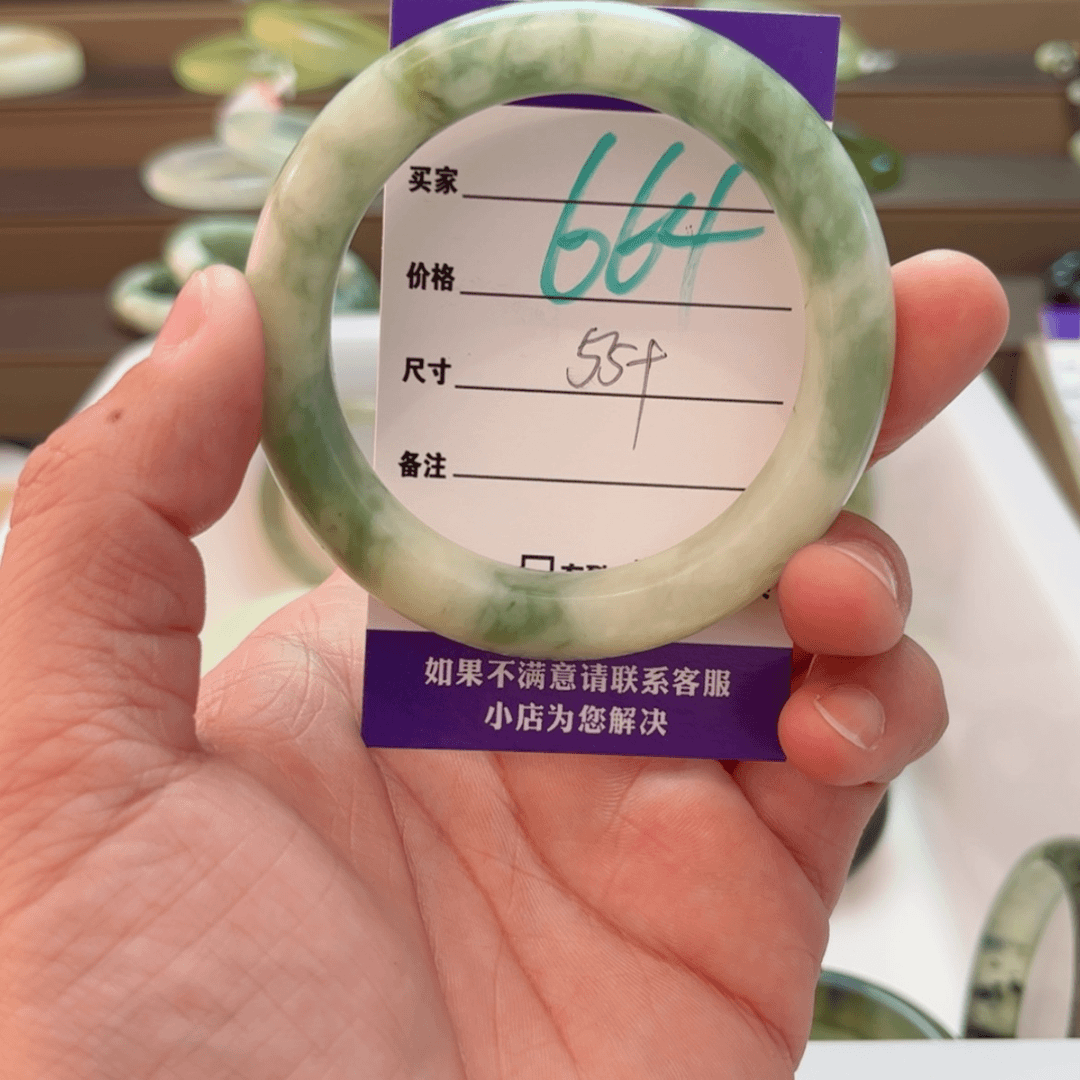 买家
664
价格
尺寸 55+
备注
如果不满意请联系客服
小店为您解决